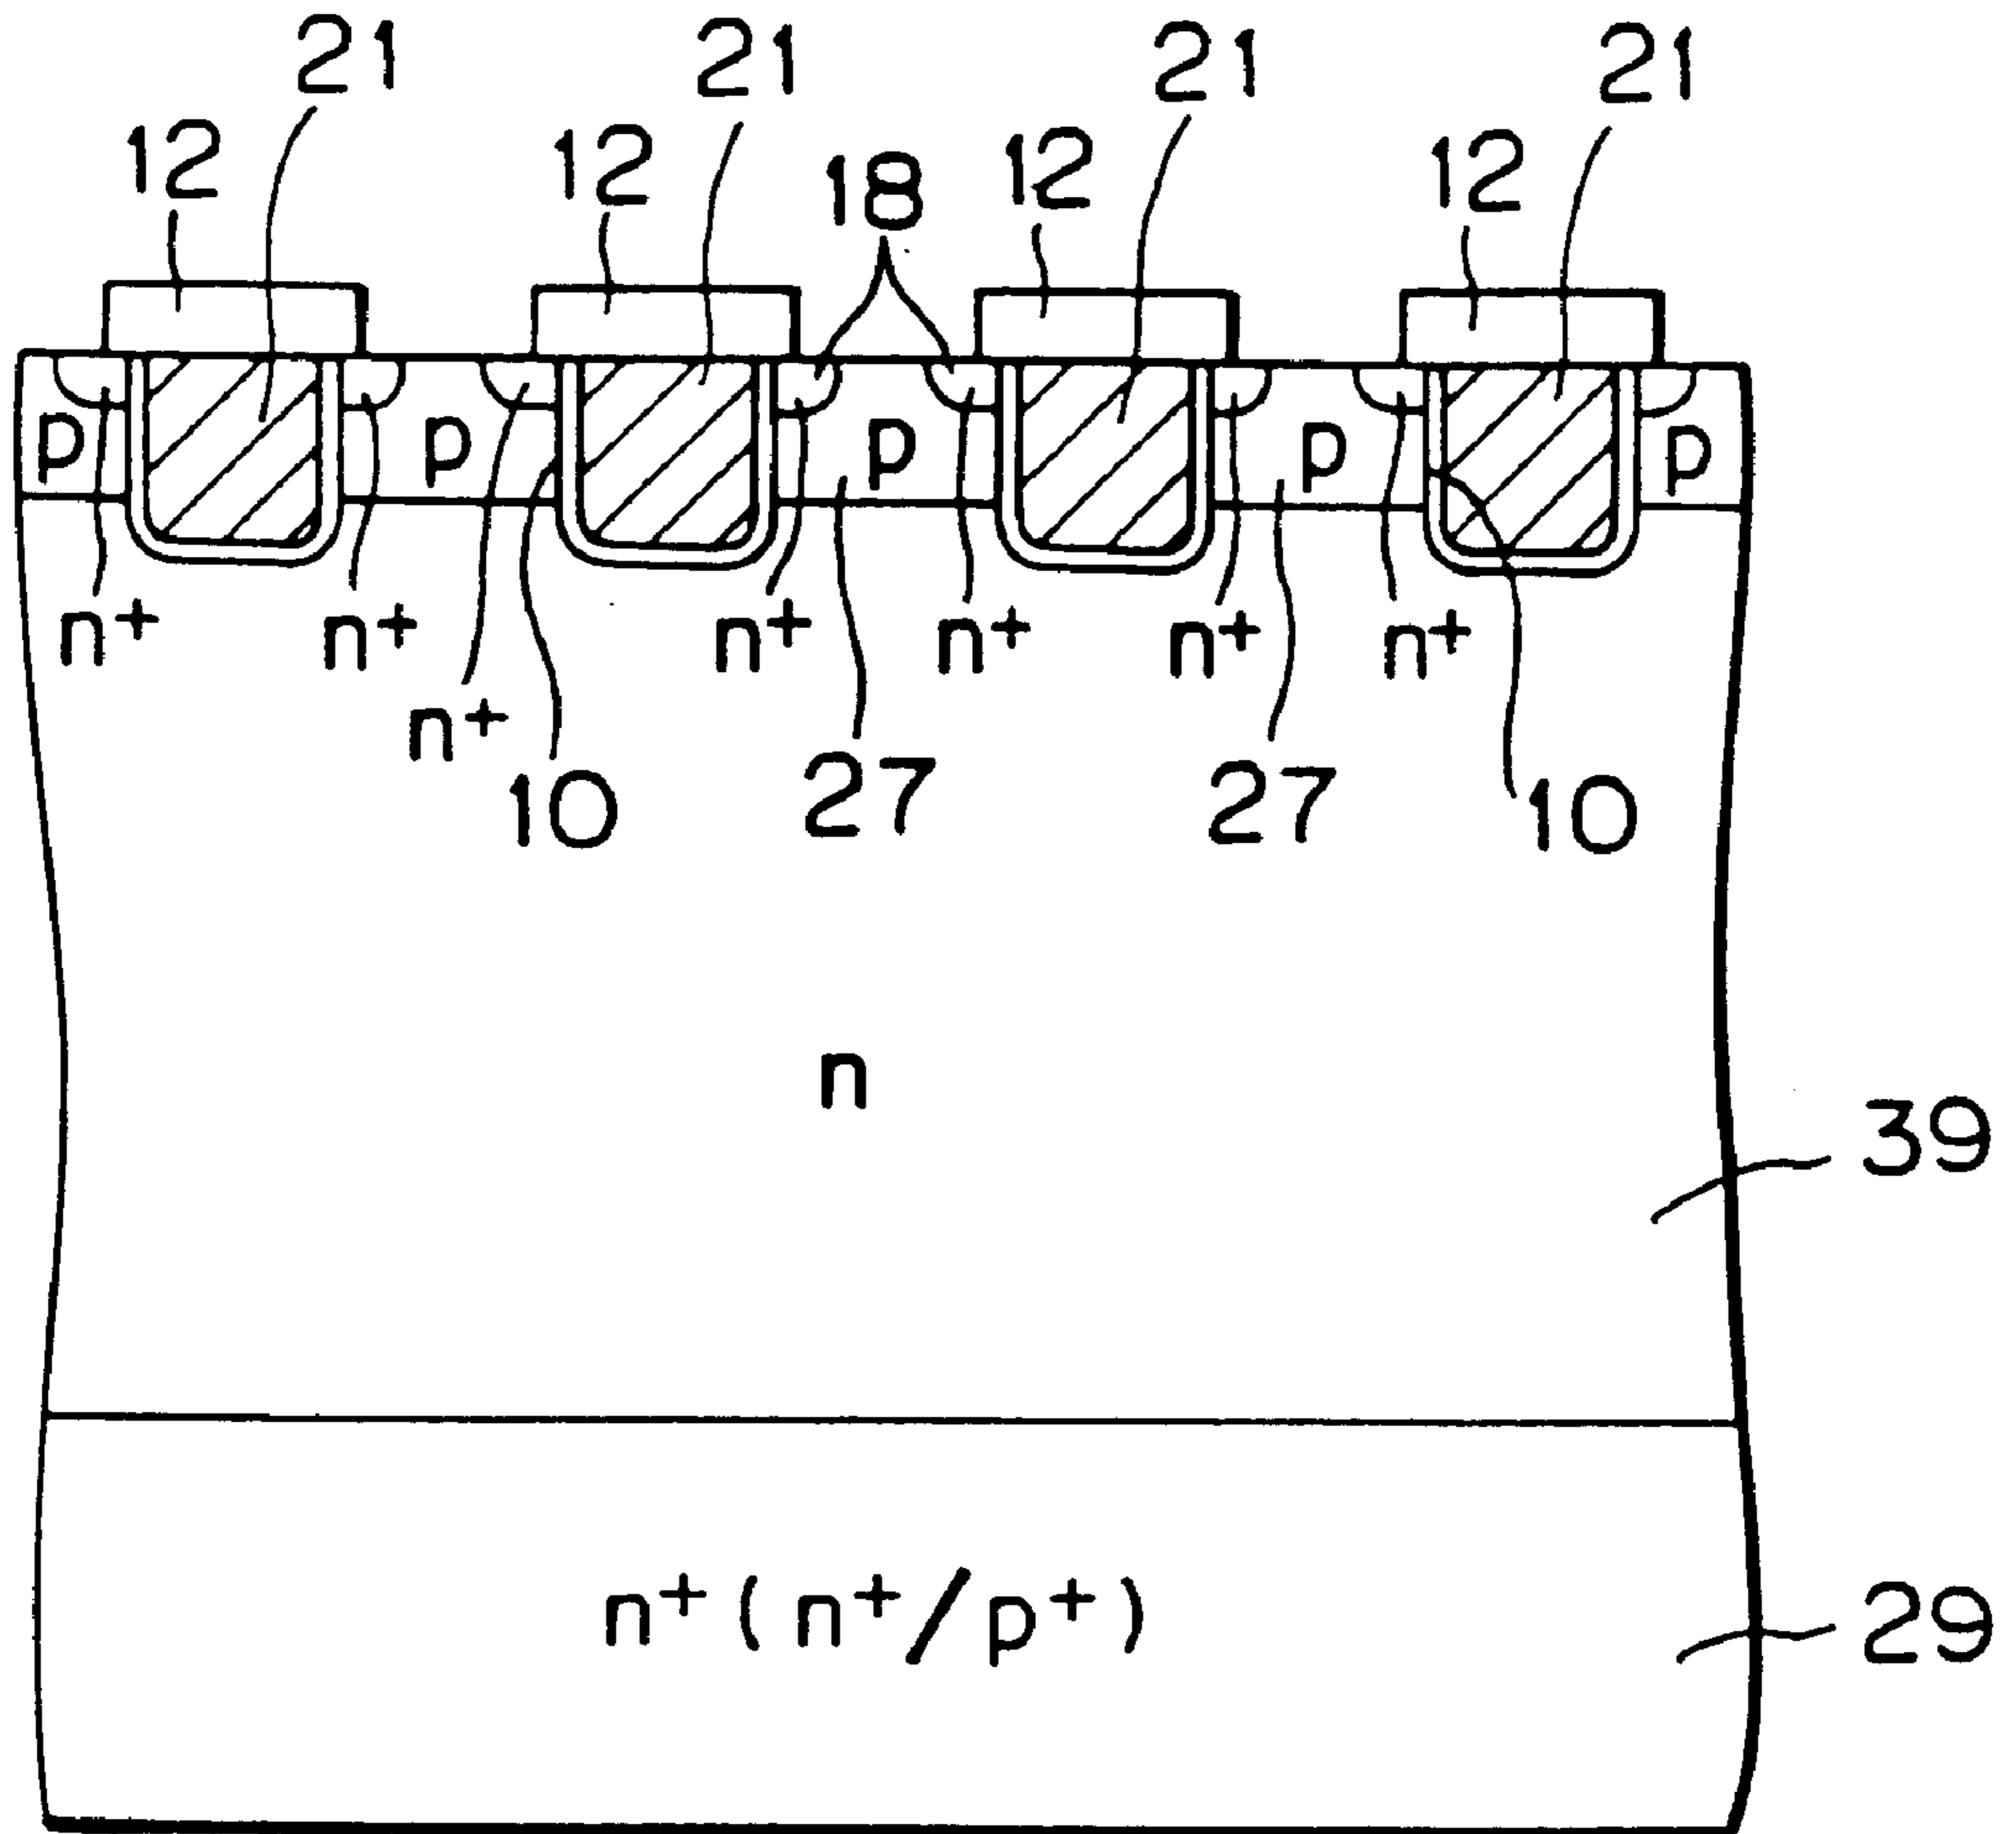 21 21 21 21
12 12 18 12 12
p p p p p
n+ n+ n+ n+ n+ n+
n+
10 27 27 10
n
39
n+(n+/p+)
29